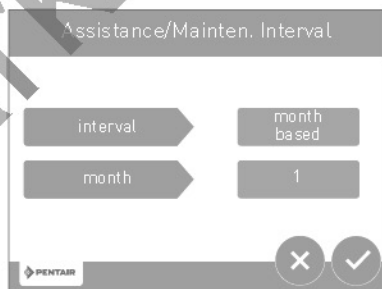 Assistance/Mainten. Interval
interval
month
based
month
1
PENTAIR